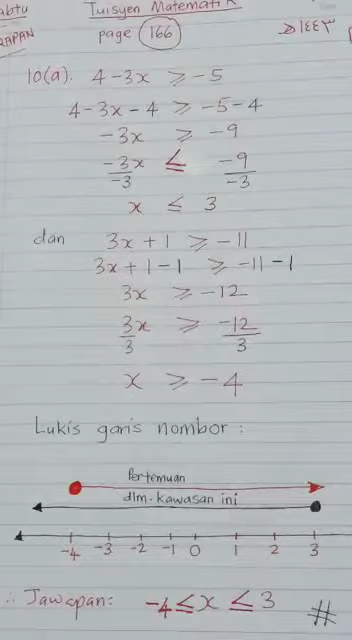 Tuisyen Matematik
page 166
١٤٤٣
10(a). 4-3x ≥ -5
4-3x-4 ≥ -5-4
-3x ≥ -9
-3x/-3 ≤ -9/-3
x ≤ 3
dan 3x+1 ≥ -11
3x+1-1 ≥ -11-1
3x ≥ -12
3x/3 ≥ -12/3
x ≥ -4
Lukis garis nombor :
Pertemuan
dlm. kawasan ini
-4 -3 -2 -1 0 1 2 3
∴ Jawapan: -4 ≤ x ≤ 3 #